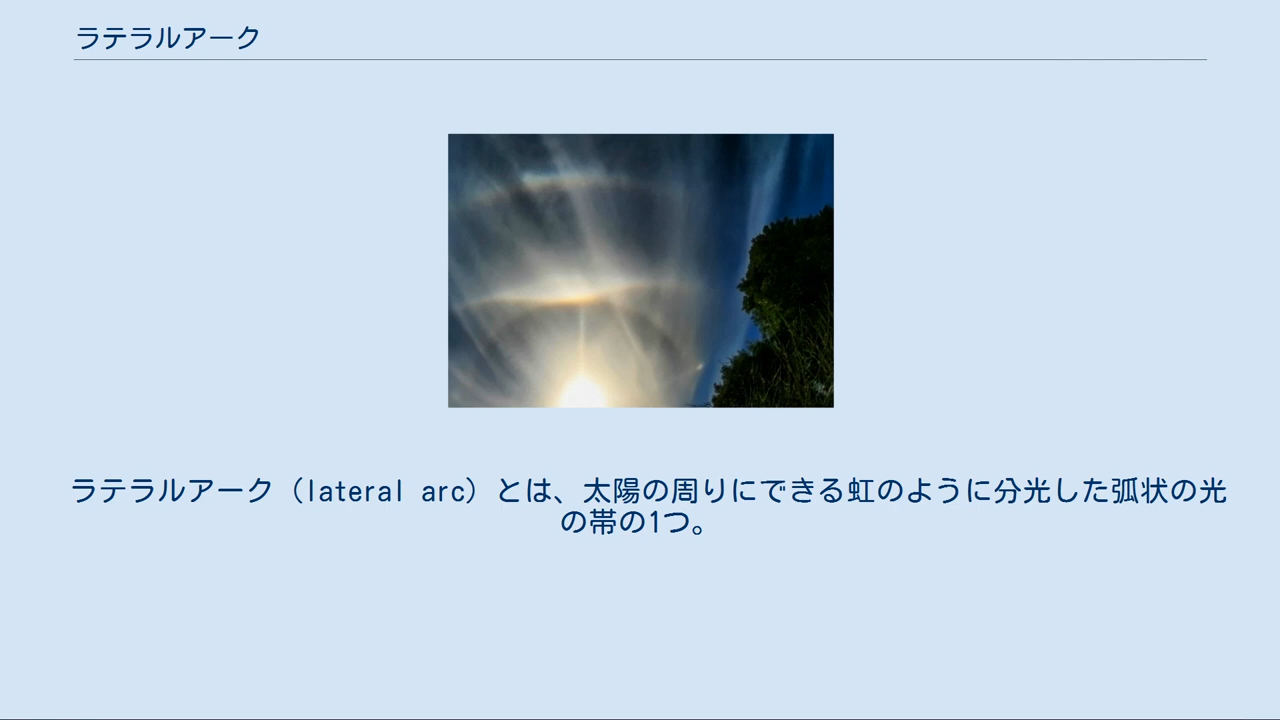 ラテラルアーク
ラテラルアーク（lateral arc）とは、太陽の周りにできる虹のように分光した弧状の光
の帯の1つ。